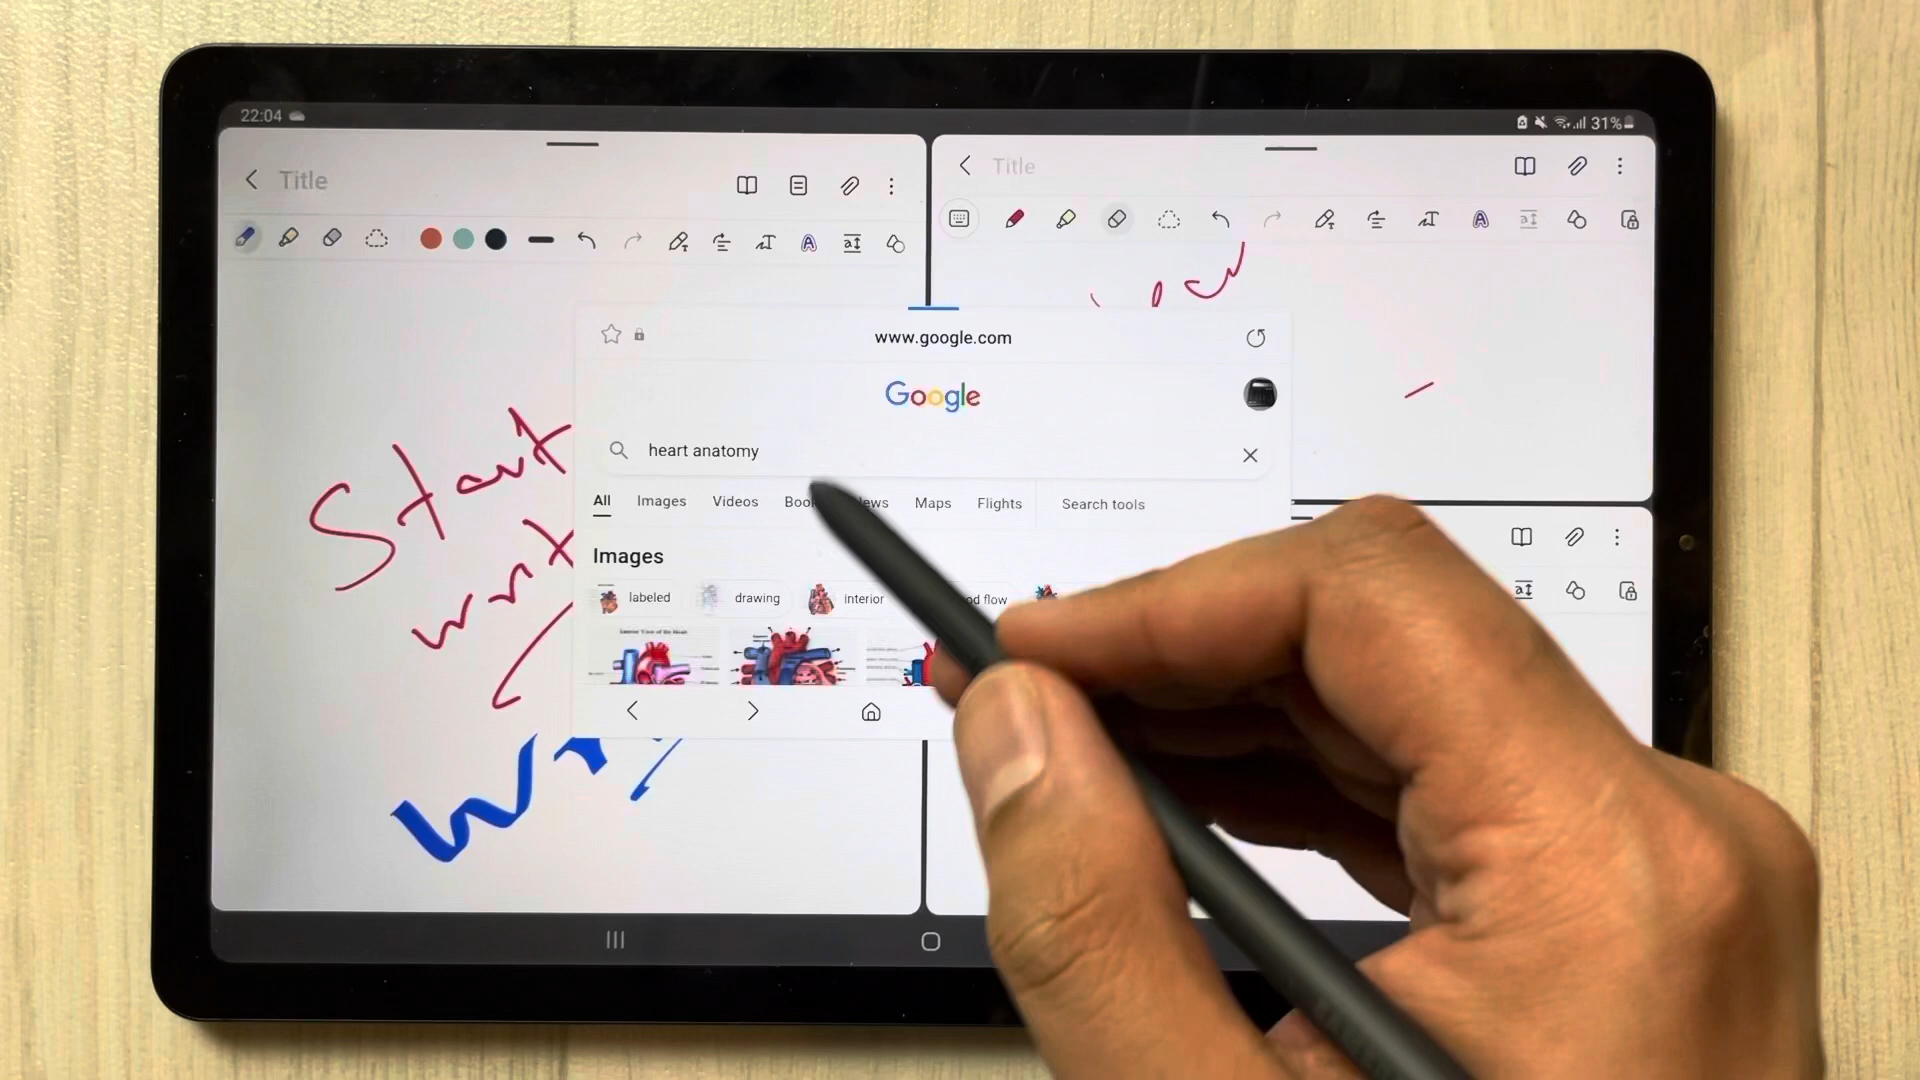 22:04
31%
Title
Title
Start
www.google.com
Google
heart anatomy
All Images Videos Maps Flights Search tools
Images
labeled drawing interior flow